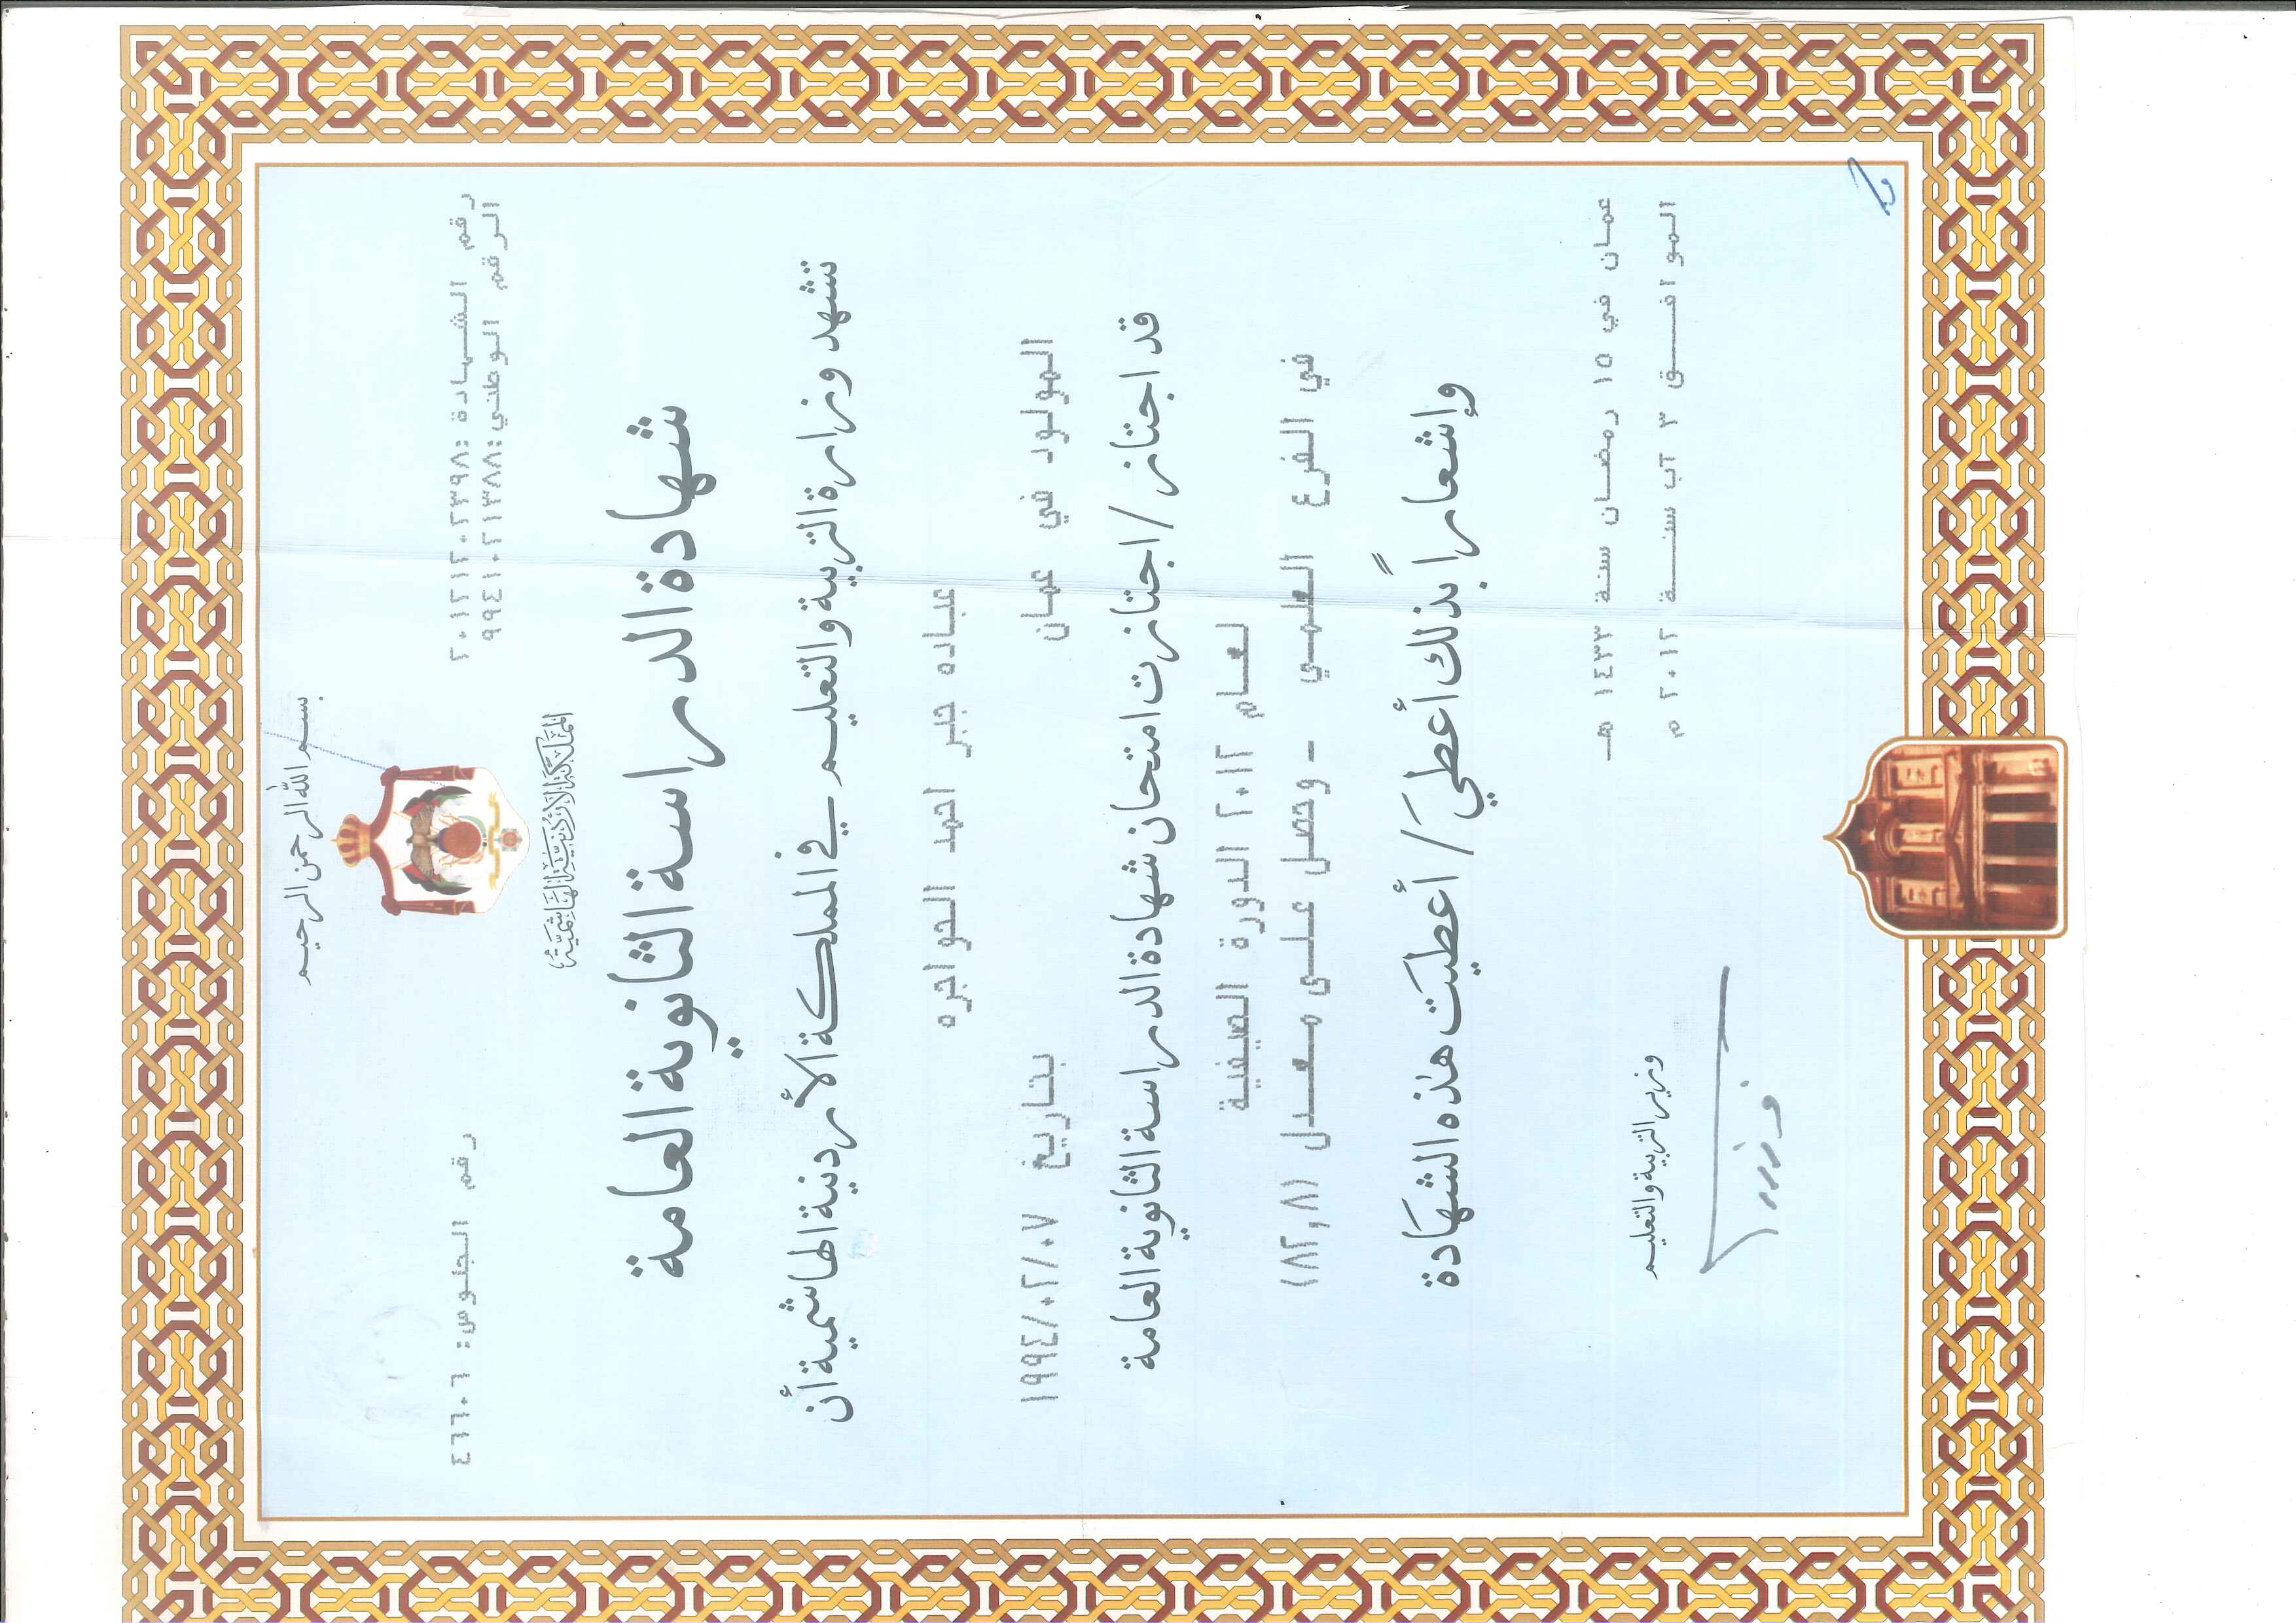 بسم الله الرحمن الرحيم
رقم الشهادة :٢٠١٢١٢٠٢٣٩٨
رقم الجلوس: ٤٦٦٠٦
الرقم الوطني:٩٩٤١٠٢١٣٨٨
المملكة الأردنية الهاشمية
شهادة الدراسة الثانوية العامة
تشهد وزارة التربية والتعليم في المملكة الأردنية الهاشمية أن
عباده جبر احمد الحواجره
المولود في عمان بتاريخ ١٩٩٤/٠٢/٠٧
قد اجتاز / اجتازت امتحان شهادة الدراسة الثانوية العامة
لعام ٢٠١٢ الدورة الصيفية
في الفرع العلمي - وحصل على معدل (٨٢,٨)
وإشعاراً بذلك أعطيَ / أعطيَت هذه الشهَادة
عمان في ١٥ رمضان سنة ١٤٣٣ هـ
الموافق ٣ آب سنة ٢٠١٢ م
وزير التربية والتعليم